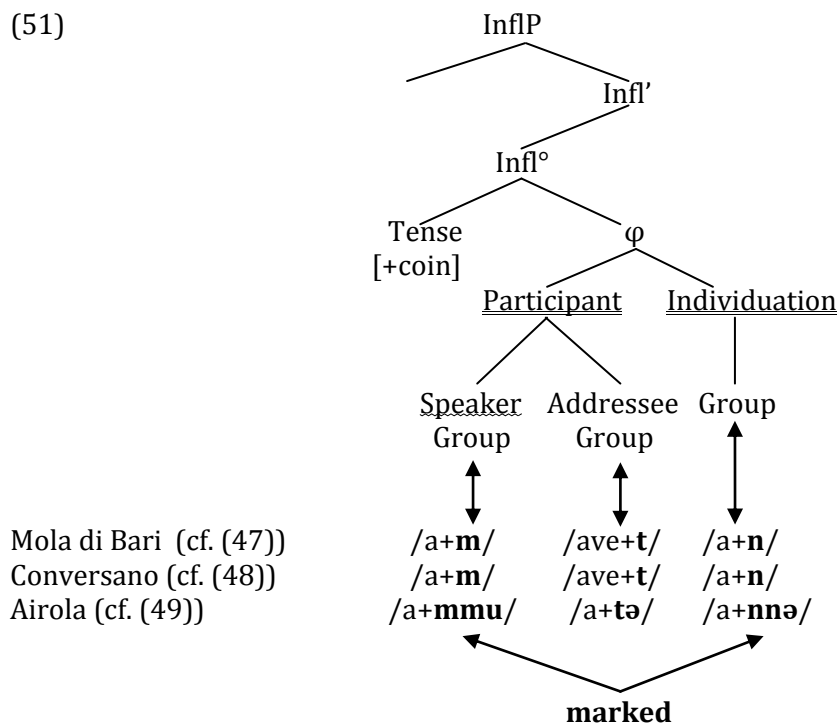 (51) InflP
Infl’
Infl°
Tense φ
[+coin]
Participant Individuation
Speaker Addressee Group
Group Group
Mola di Bari (cf. (47)) /a+m/ /ave+t/ /a+n/
Conversano (cf. (48)) /a+m/ /ave+t/ /a+n/
Airola (cf. (49)) /a+mmu/ /a+tə/ /a+nnə/
marked